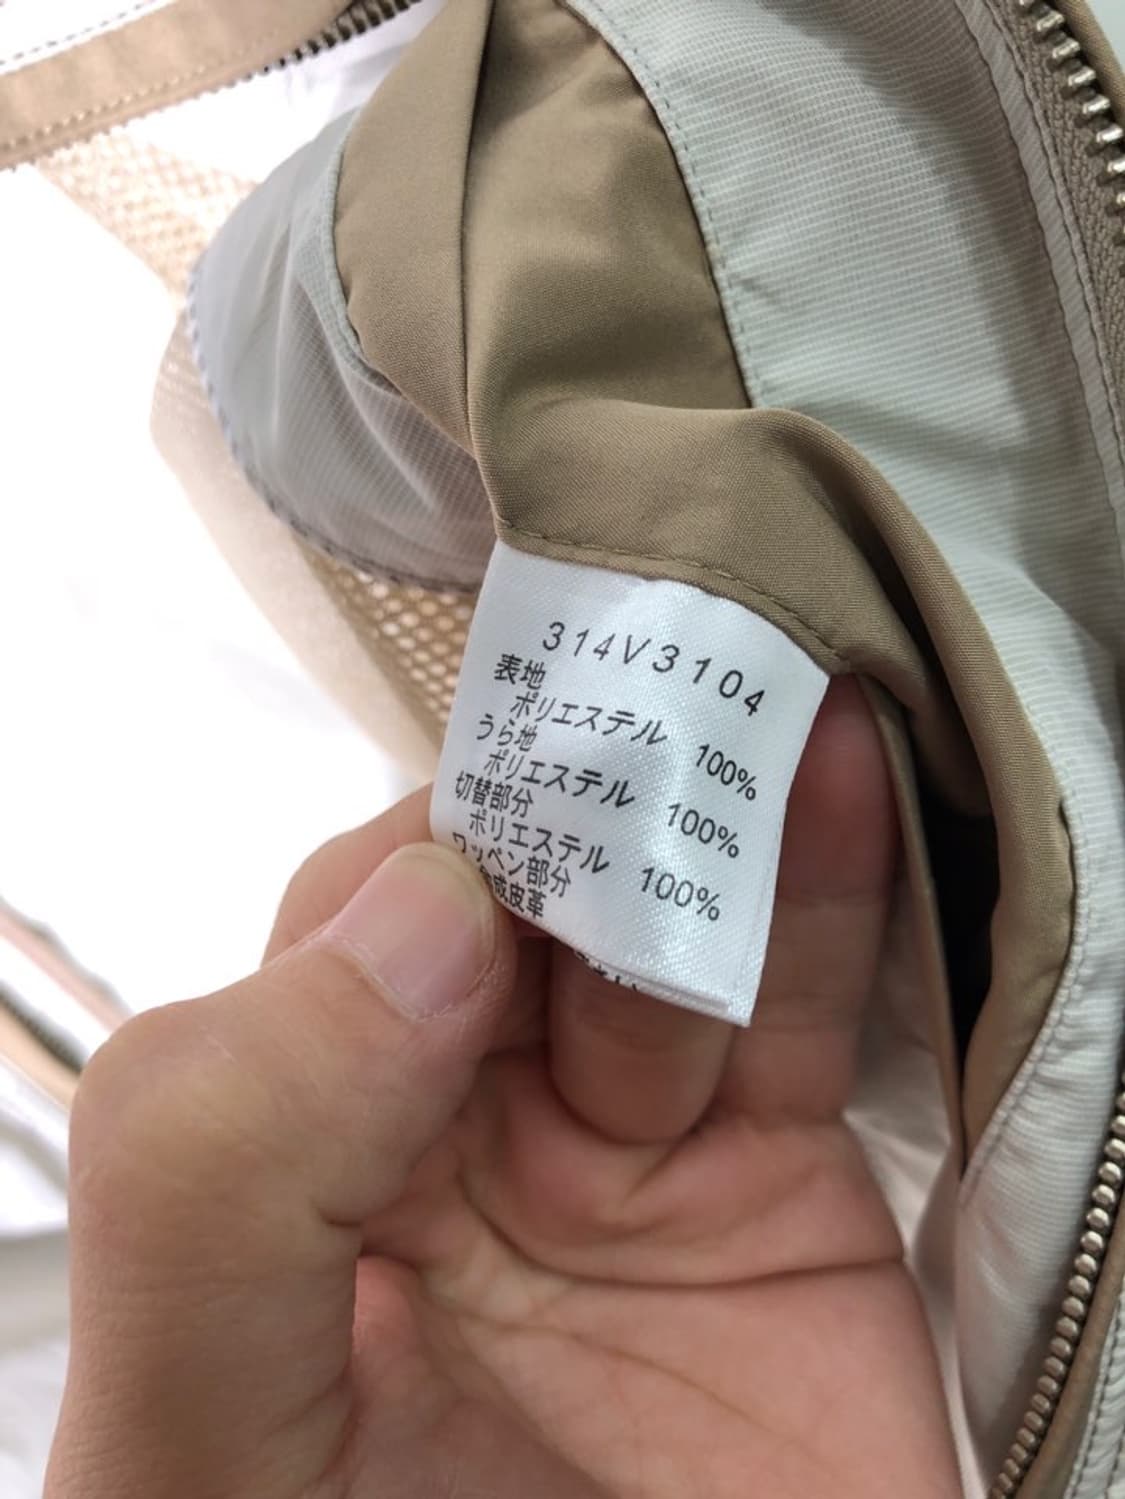 314V3104
表地
ポリエステル 100%
うら地
ポリエステル 100%
切替部分
ポリエステル 100%
ワッペン部分
合成皮革